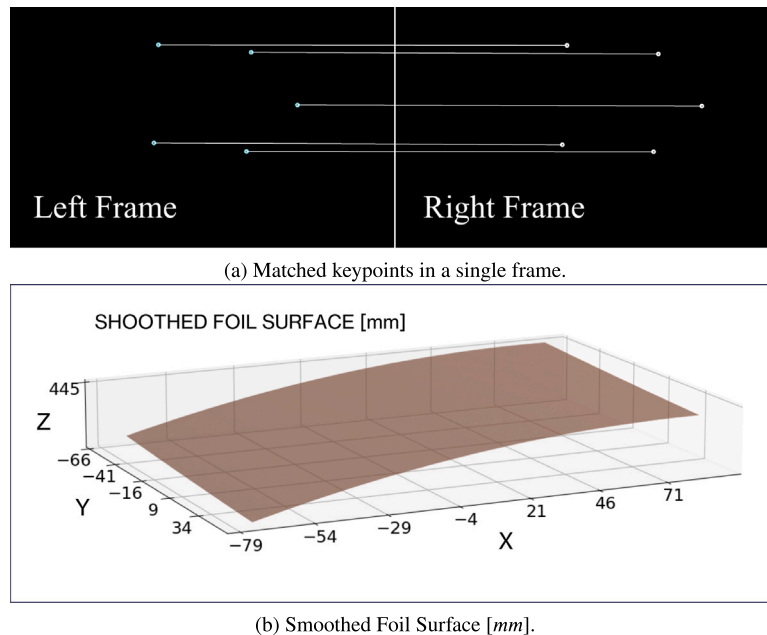 Left Frame
Right Frame
(a) Matched keypoints in a single frame.
SHOOTHED FOIL SURFACE [mm]
445
Z
−66
−41
−16
Y
9
34
−79
−54
−29
−4
21
46
71
X
(b) Smoothed Foil Surface [mm].